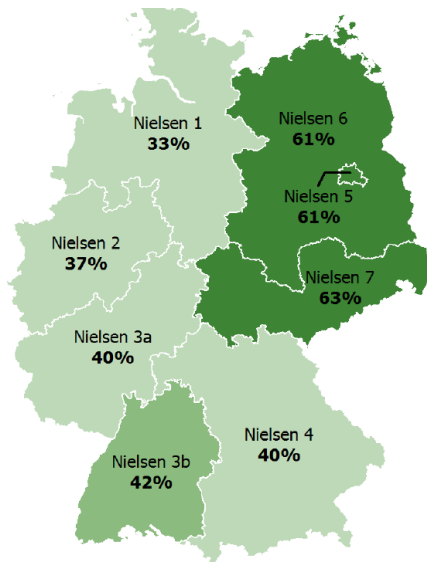 Nielsen 1
33%
Nielsen 6
61%
Nielsen 5
61%
Nielsen 2
37%
Nielsen 7
63%
Nielsen 3a
40%
Nielsen 4
40%
Nielsen 3b
42%